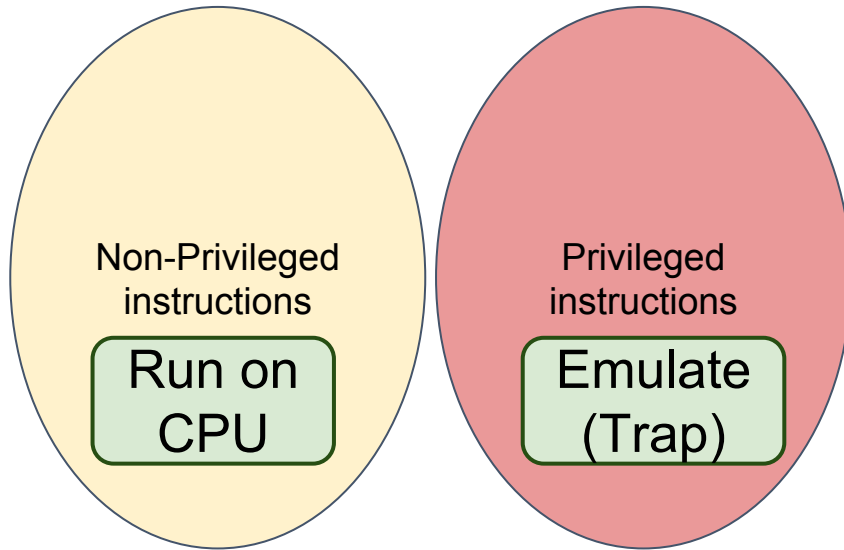 Non-Privileged
instructions
Run on
CPU
Privileged
instructions
Emulate
(Trap)